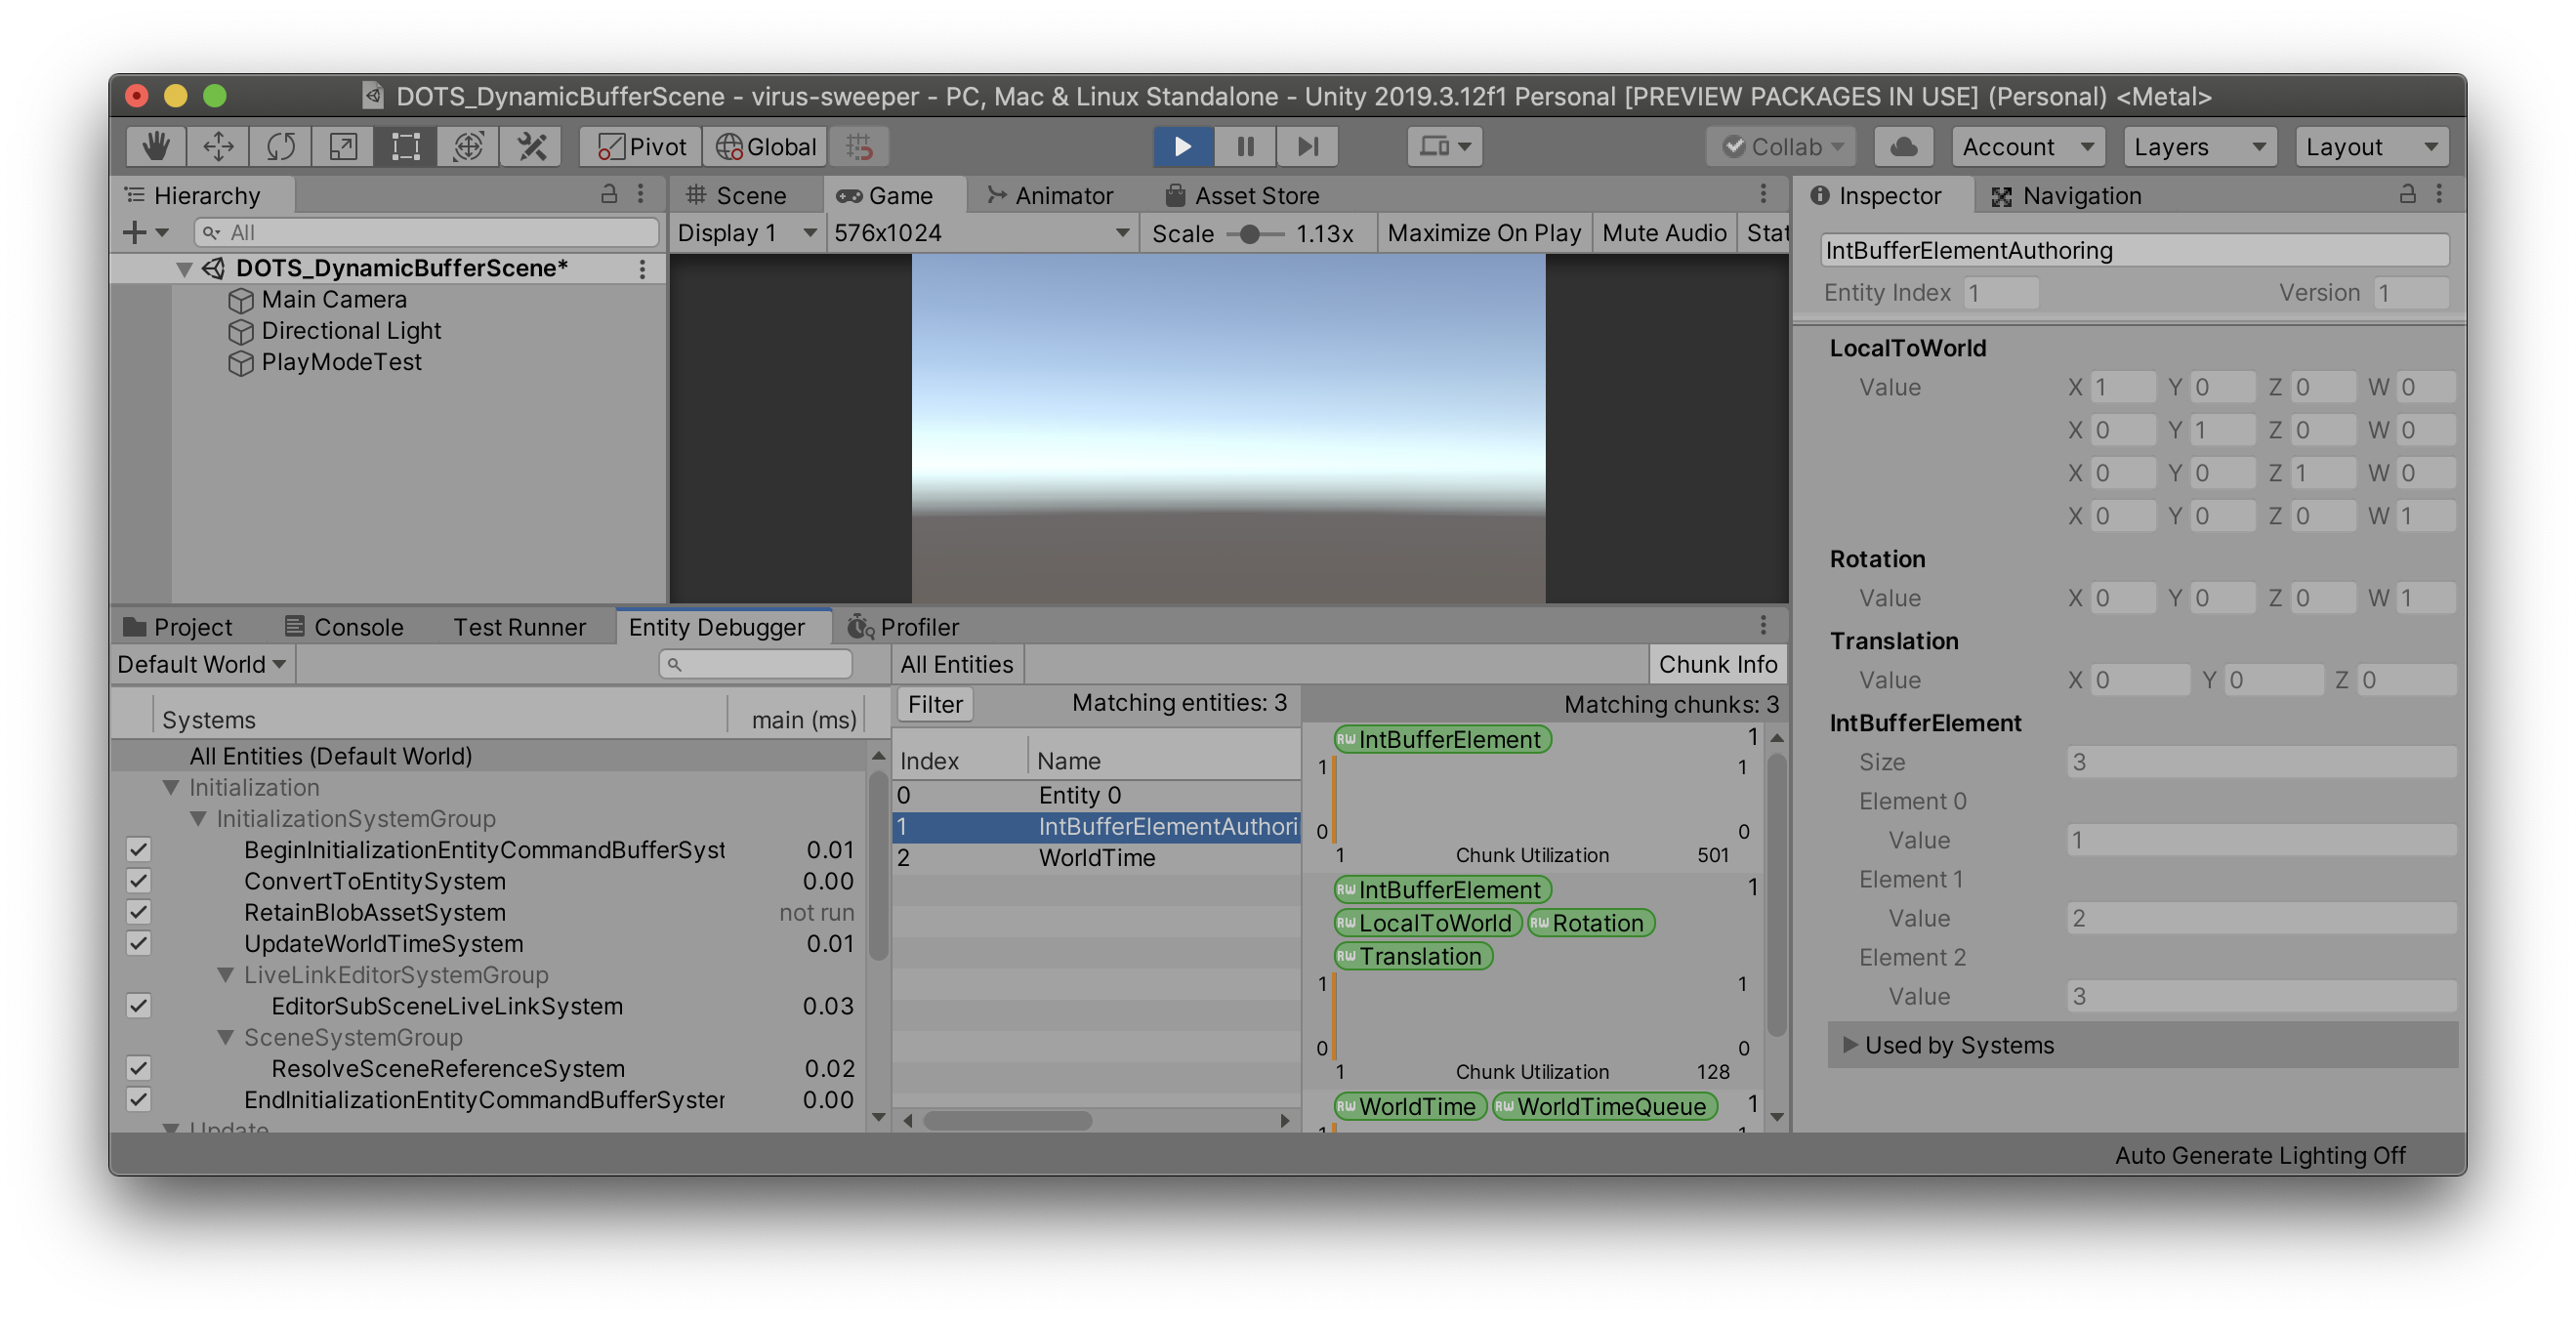 DOTS_DynamicBufferScene - virus-sweeper - PC, Mac & Linux Standalone - Unity 2019.3.12f1 Personal [PREVIEW PACKAGES IN USE] (Personal) <Metal>
Pivot Global Collab Account Layers Layout
Hierarchy
All
DOTS_DynamicBufferScene*
Main Camera
Directional Light
PlayModeTest
Scene Game Animator Asset Store
Display 1 576x1024 Scale 1.13x Maximize On Play Mute Audio Stat
Project Console Test Runner Entity Debugger Profiler
Default World
Systems main (ms)
All Entities (Default World)
Initialization
InitializationSystemGroup
BeginInitializationEntityCommandBufferSyst 0.01
ConvertToEntitySystem 0.00
RetainBlobAssetSystem not run
UpdateWorldTimeSystem 0.01
LiveLinkEditorSystemGroup
EditorSubSceneLiveLinkSystem 0.03
SceneSystemGroup
ResolveSceneReferenceSystem 0.02
EndInitializationEntityCommandBufferSyster 0.00
Update
All Entities Chunk Info
Filter Matching entities: 3
Index Name
0 Entity 0
1 IntBufferElementAuthori
2 WorldTime
Matching chunks: 3
RW IntBufferElement 1
1 1
0 0
1 Chunk Utilization 501
RW IntBufferElement 1
RW LocalToWorld RW Rotation
RW Translation
1 1
0 0
1 Chunk Utilization 128
RW WorldTime RW WorldTimeQueue 1
1 1
Inspector Navigation
IntBufferElementAuthoring
Entity Index 1 Version 1
LocalToWorld
Value X 1 Y 0 Z 0 W 0
X 0 Y 1 Z 0 W 0
X 0 Y 0 Z 1 W 0
X 0 Y 0 Z 0 W 1
Rotation
Value X 0 Y 0 Z 0 W 1
Translation
Value X 0 Y 0 Z 0
IntBufferElement
Size 3
Element 0
Value 1
Element 1
Value 2
Element 2
Value 3
Used by Systems
Auto Generate Lighting Off